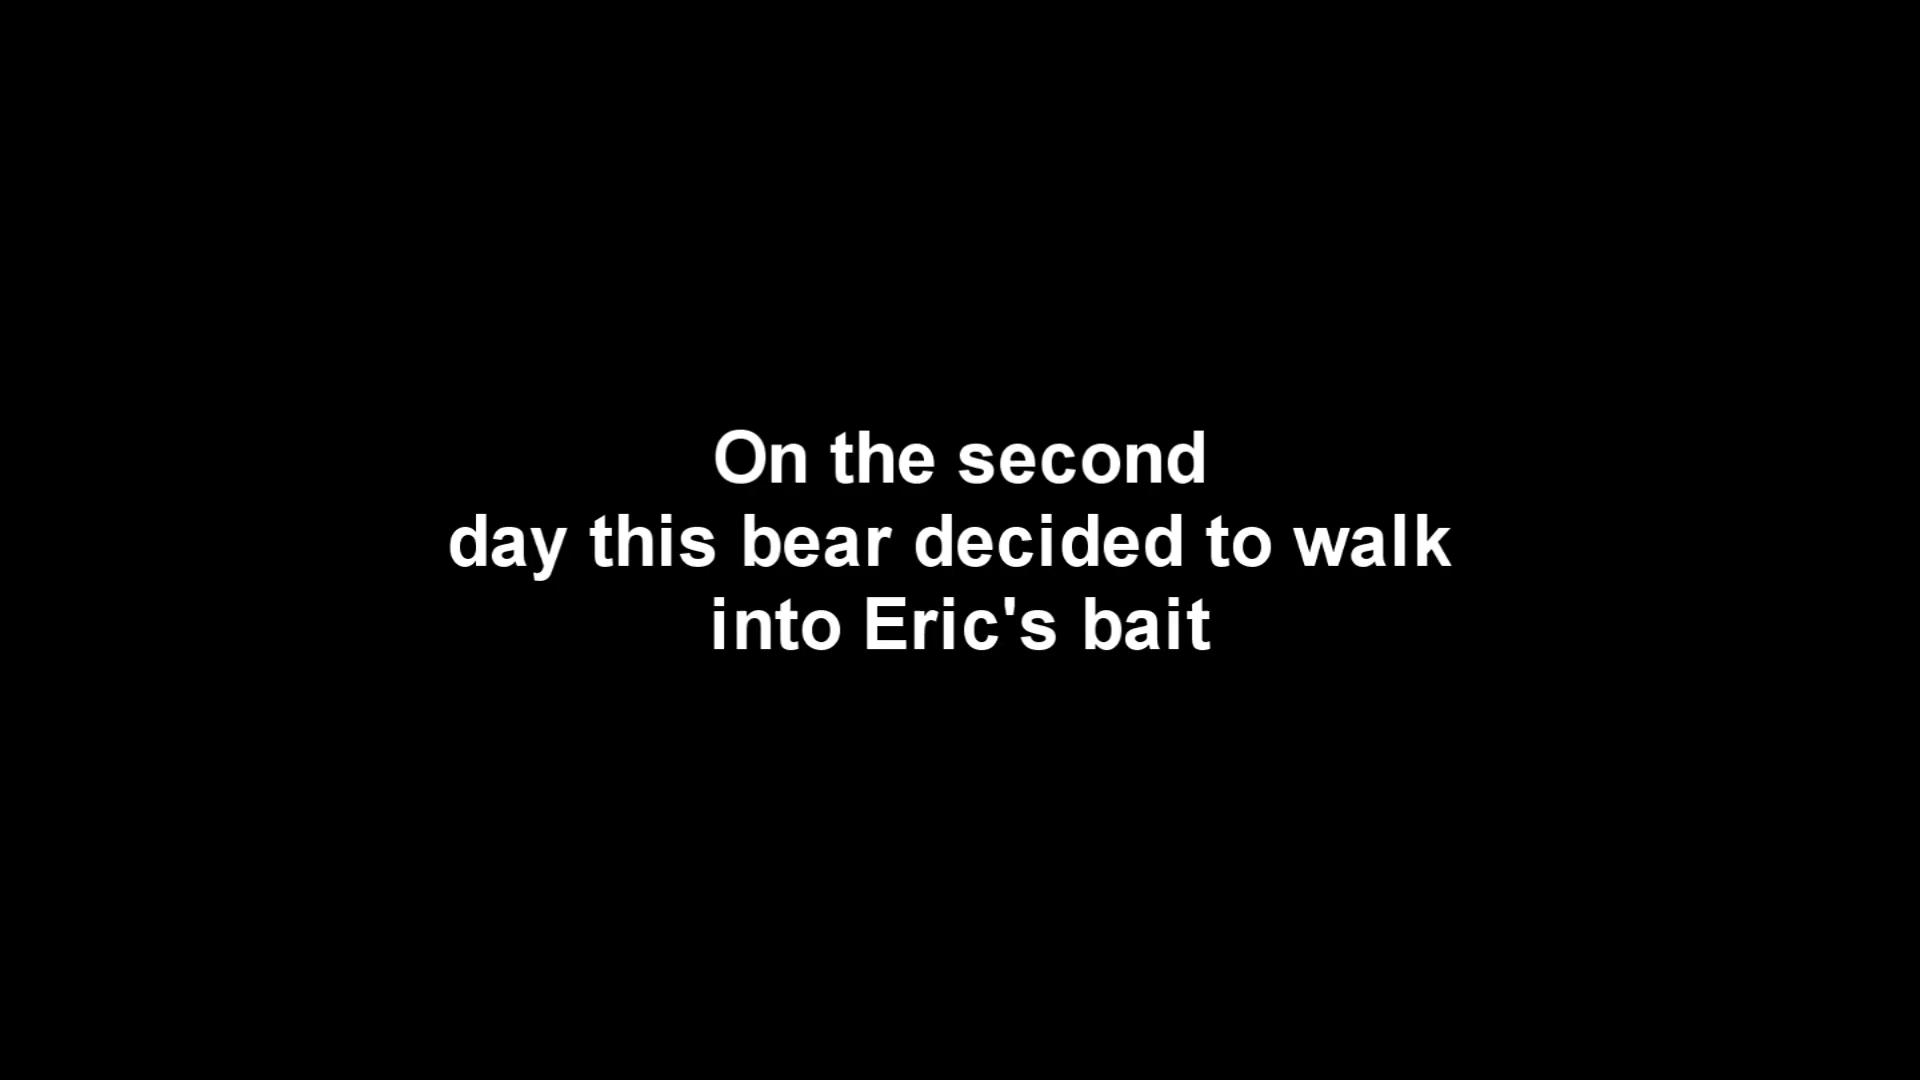 On the second
day this bear decided to walk
into Eric's bait